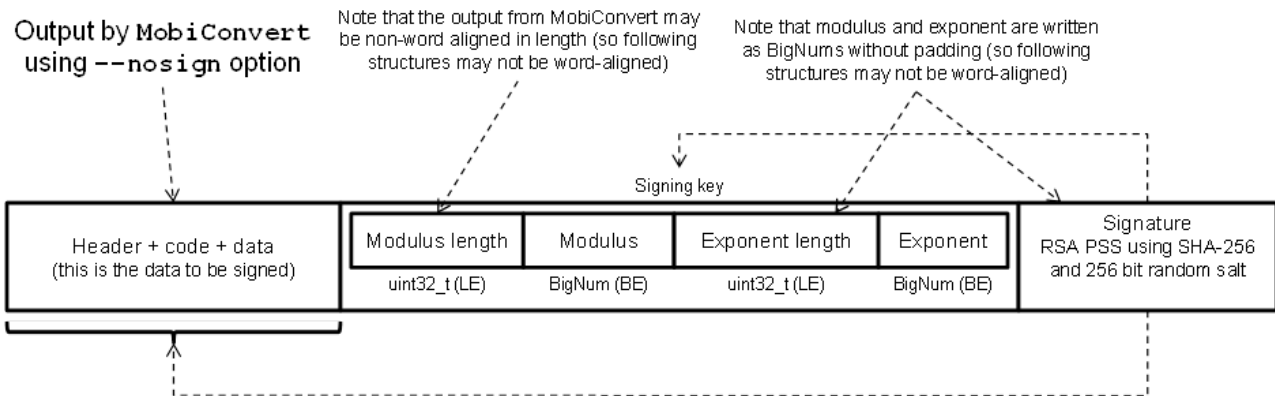 Output by MobiConvert
using --nosign option
Note that the output from MobiConvert may
be non-word aligned in length (so following
structures may not be word-aligned)
Note that modulus and exponent are written
as BigNums without padding (so following
structures may not be word-aligned)
Signing key
Header + code + data
(this is the data to be signed)
Modulus length
Modulus
Exponent length
Exponent
uint32_t (LE)
BigNum (BE)
uint32_t (LE)
BigNum (BE)
Signature
RSA PSS using SHA-256
and 256 bit random salt